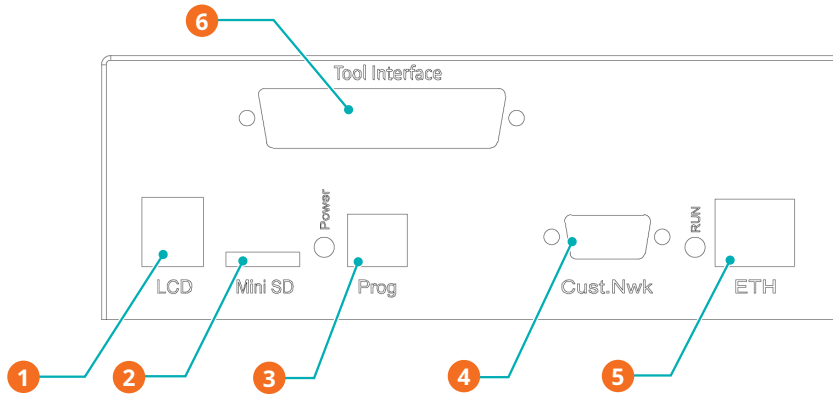 6
Tool Interface
Power
RUN
LCD
Mini SD
Prog
Cust.Nwk
ETH
1
2
3
4
5